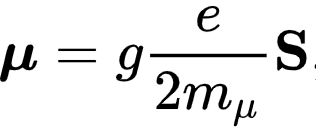 𝛍 = g e/2m_μ 𝐒,